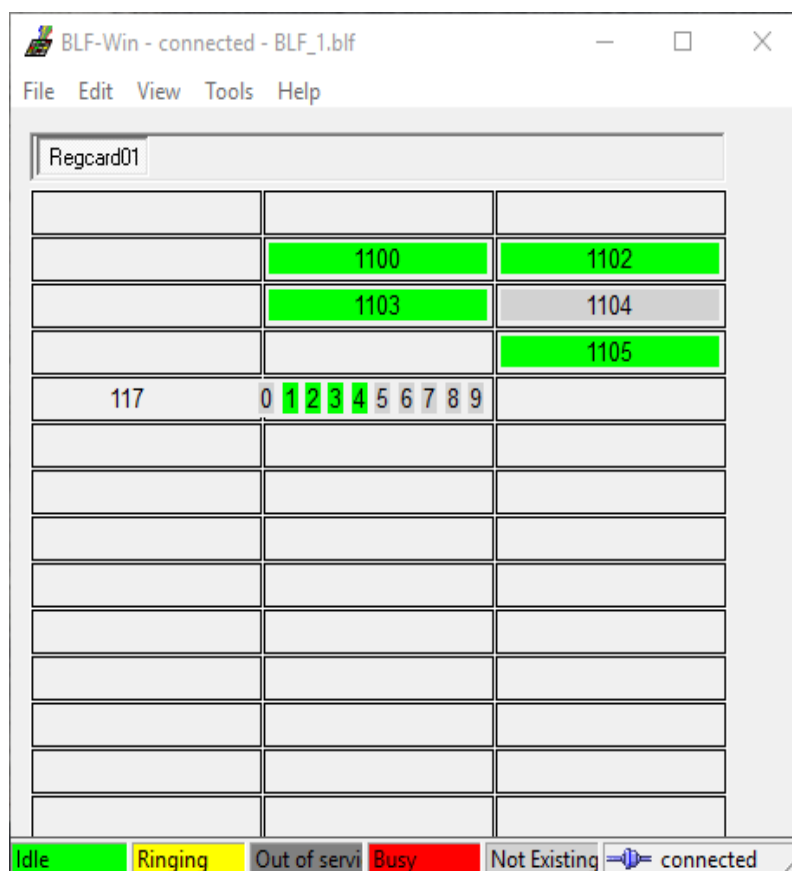 BLF-Win - connected - BLF_1.blf
File Edit View Tools Help
Regcard01
1100 1102
1103 1104
1105
117 0 1 2 3 4 5 6 7 8 9
Idle Ringing Out of servi Busy Not Existing connected